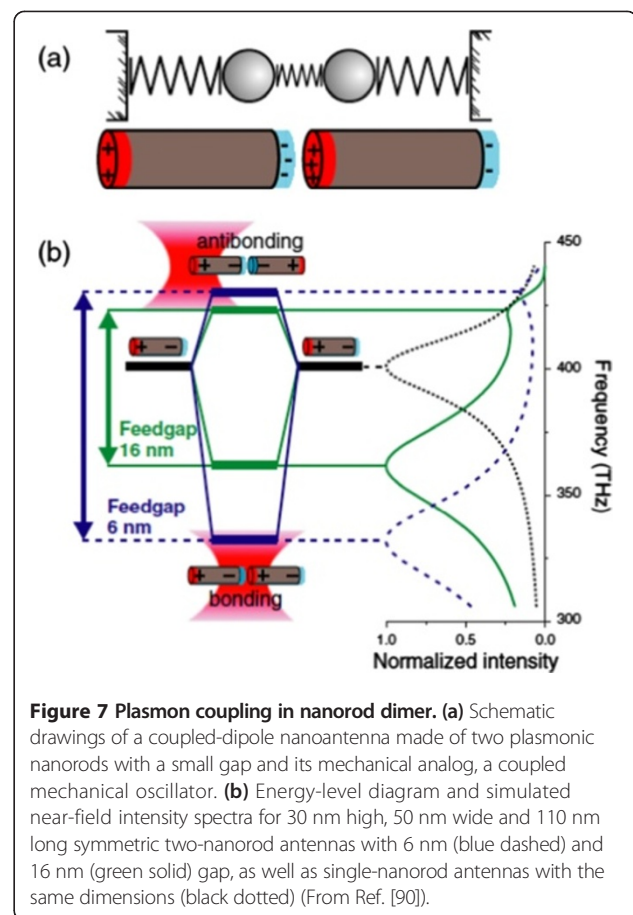 (a)
+ + +
- - -
+ + +
- - -
(b)
antibonding
+ − − +
+ −
+ −
Feedgap
16 nm
Feedgap
6 nm
+ − + −
bonding
450
400
350
300
Frequency (THz)
1.0 0.5 0.0
Normalized intensity
Figure 7 Plasmon coupling in nanorod dimer. (a) Schematic
drawings of a coupled-dipole nanoantenna made of two plasmonic
nanorods with a small gap and its mechanical analog, a coupled
mechanical oscillator. (b) Energy-level diagram and simulated
near-field intensity spectra for 30 nm high, 50 nm wide and 110 nm
long symmetric two-nanorod antennas with 6 nm (blue dashed) and
16 nm (green solid) gap, as well as single-nanorod antennas with the
same dimensions (black dotted) (From Ref. [90]).